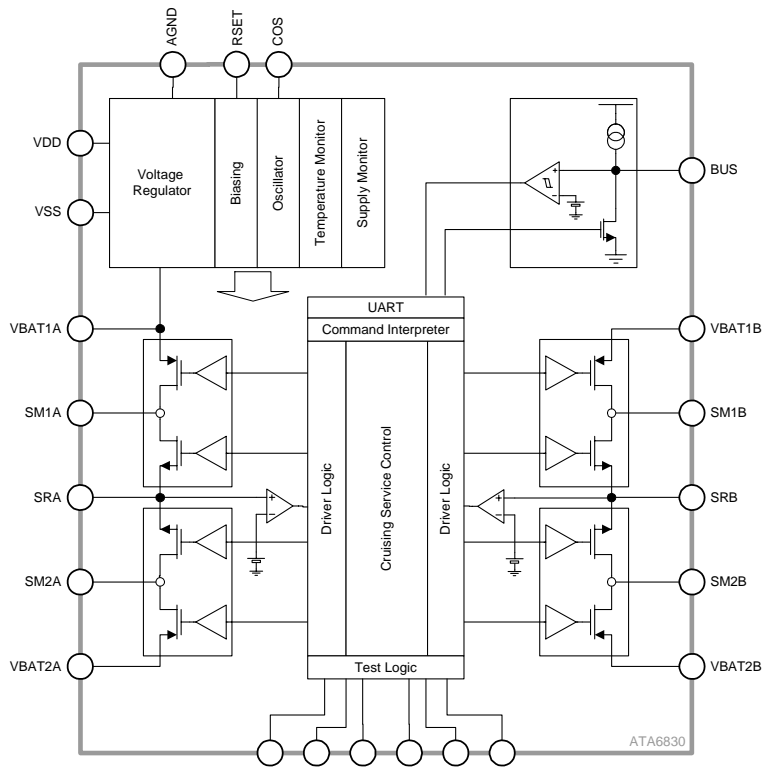 AGND
RSET
COS
VDD
VSS
Voltage
Regulator
Biasing
Oscillator
Temperature Monitor
Supply Monitor
+
−
BUS
UART
Command Interpreter
VBAT1A
VBAT1B
SM1A
SM1B
Driver Logic
Cruising Service Control
Driver Logic
SRA
+
−
+
−
SRB
SM2A
SM2B
VBAT2A
VBAT2B
Test Logic
ATA6830